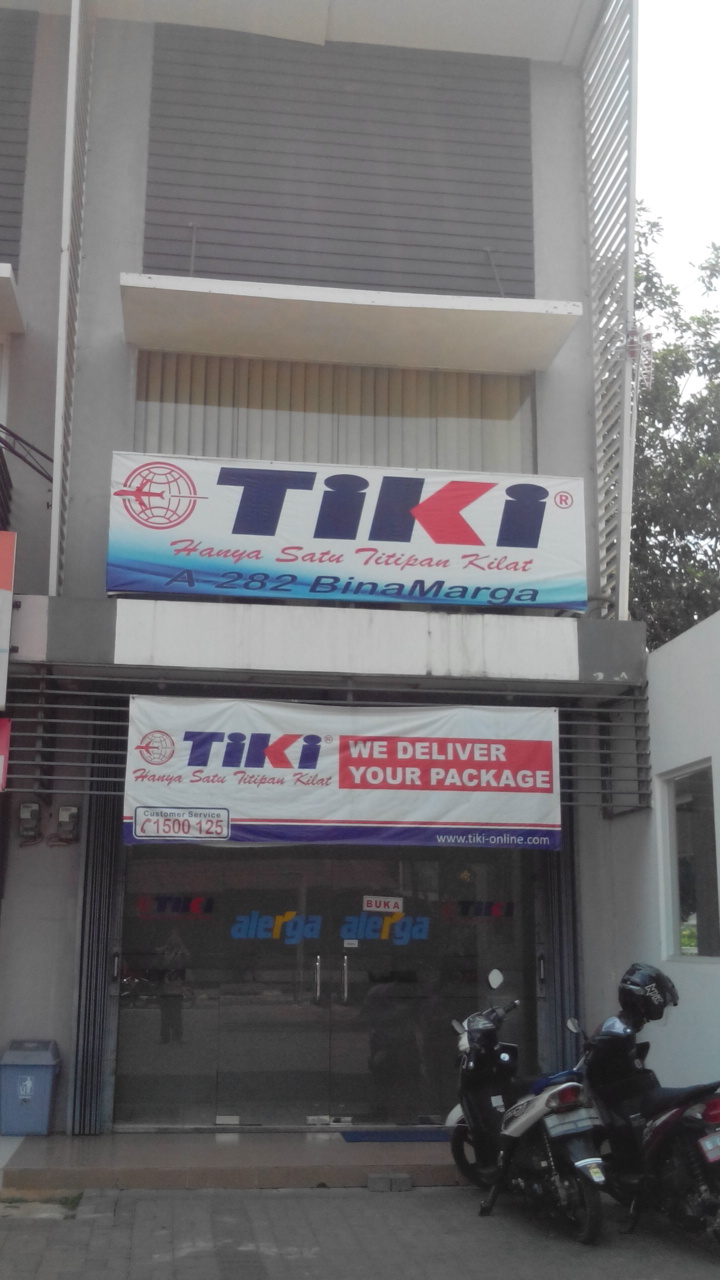 TiKi®
Hanya Satu Titipan Kilat
A-282 BinaMarga
TiKi®
Hanya Satu Titipan Kilat
WE DELIVER
YOUR PACKAGE
Customer Service
1500 125
www.tiki-online.com
TiKi
alerga
BUKA
alerga
TiKi